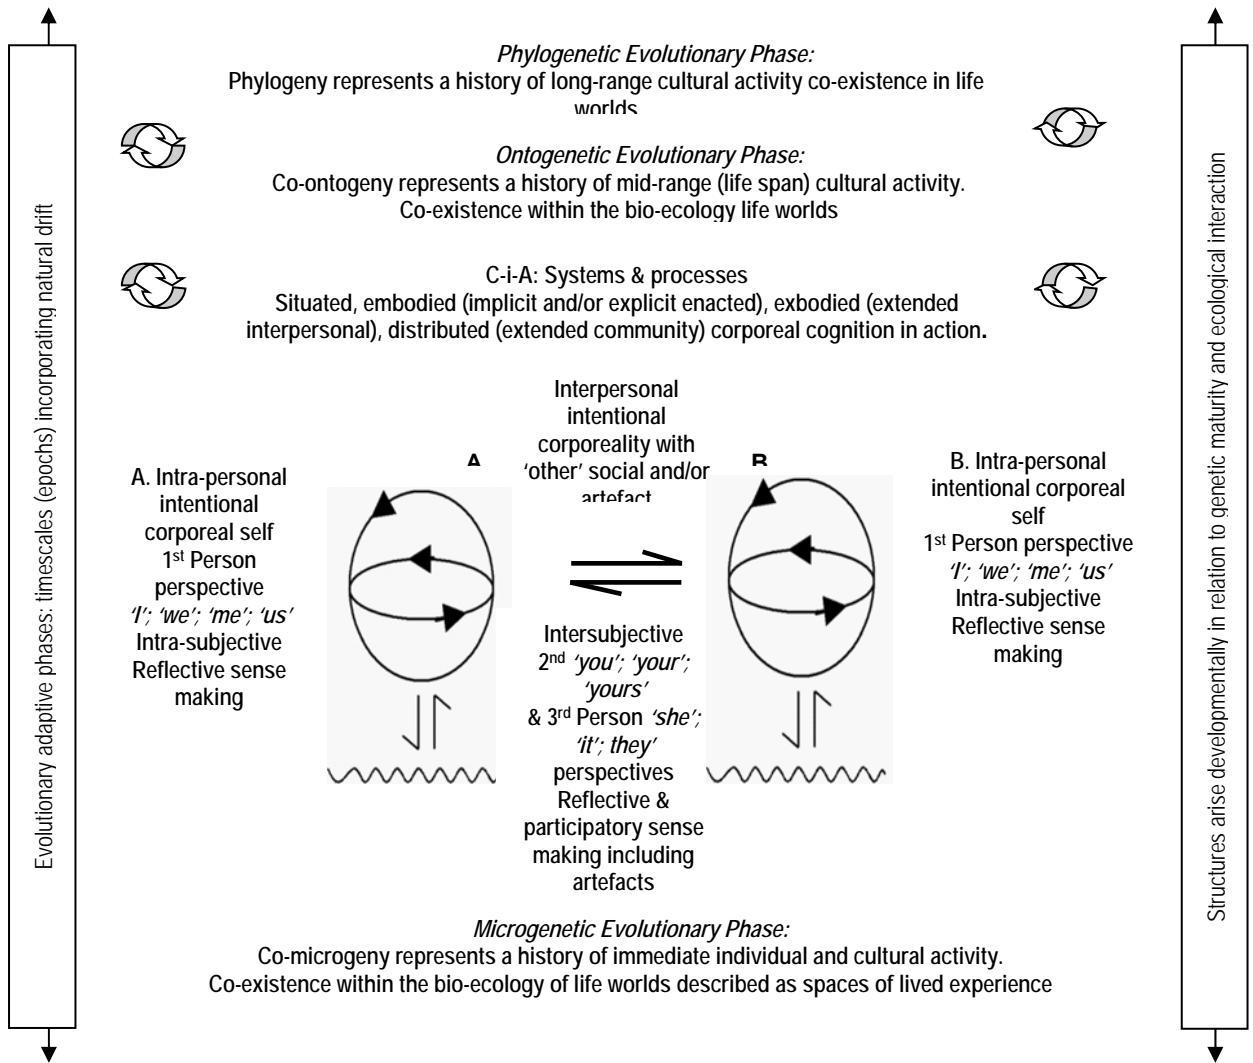 Evolutionary adaptive phases: timescales (epochs) incorporating natural drift
Phylogenetic Evolutionary Phase:
Phylogeny represents a history of long-range cultural activity co-existence in life
worlds
Ontogenetic Evolutionary Phase:
Co-ontogeny represents a history of mid-range (life span) cultural activity.
Co-existence within the bio-ecology life worlds
C-i-A: Systems & processes
Situated, embodied (implicit and/or explicit enacted), exbodied (extended
interpersonal), distributed (extended community) corporeal cognition in action.
A. Intra-personal
intentional
corporeal self
1st Person
perspective
'I'; 'we'; 'me'; 'us'
Intra-subjective
Reflective sense
making
A
Interpersonal
intentional
corporeality with
'other' social and/or
artefact
B
Intersubjective
2nd 'you'; 'your';
'yours'
& 3rd Person 'she';
'it'; they'
perspectives
Reflective &
participatory sense
making including
artefacts
B. Intra-personal
intentional corporeal
self
1st Person perspective
'I'; 'we'; 'me'; 'us'
Intra-subjective
Reflective sense
making
Microgenetic Evolutionary Phase:
Co-microgeny represents a history of immediate individual and cultural activity.
Co-existence within the bio-ecology of life worlds described as spaces of lived experience
Structures arise developmentally in relation to genetic maturity and ecological interaction